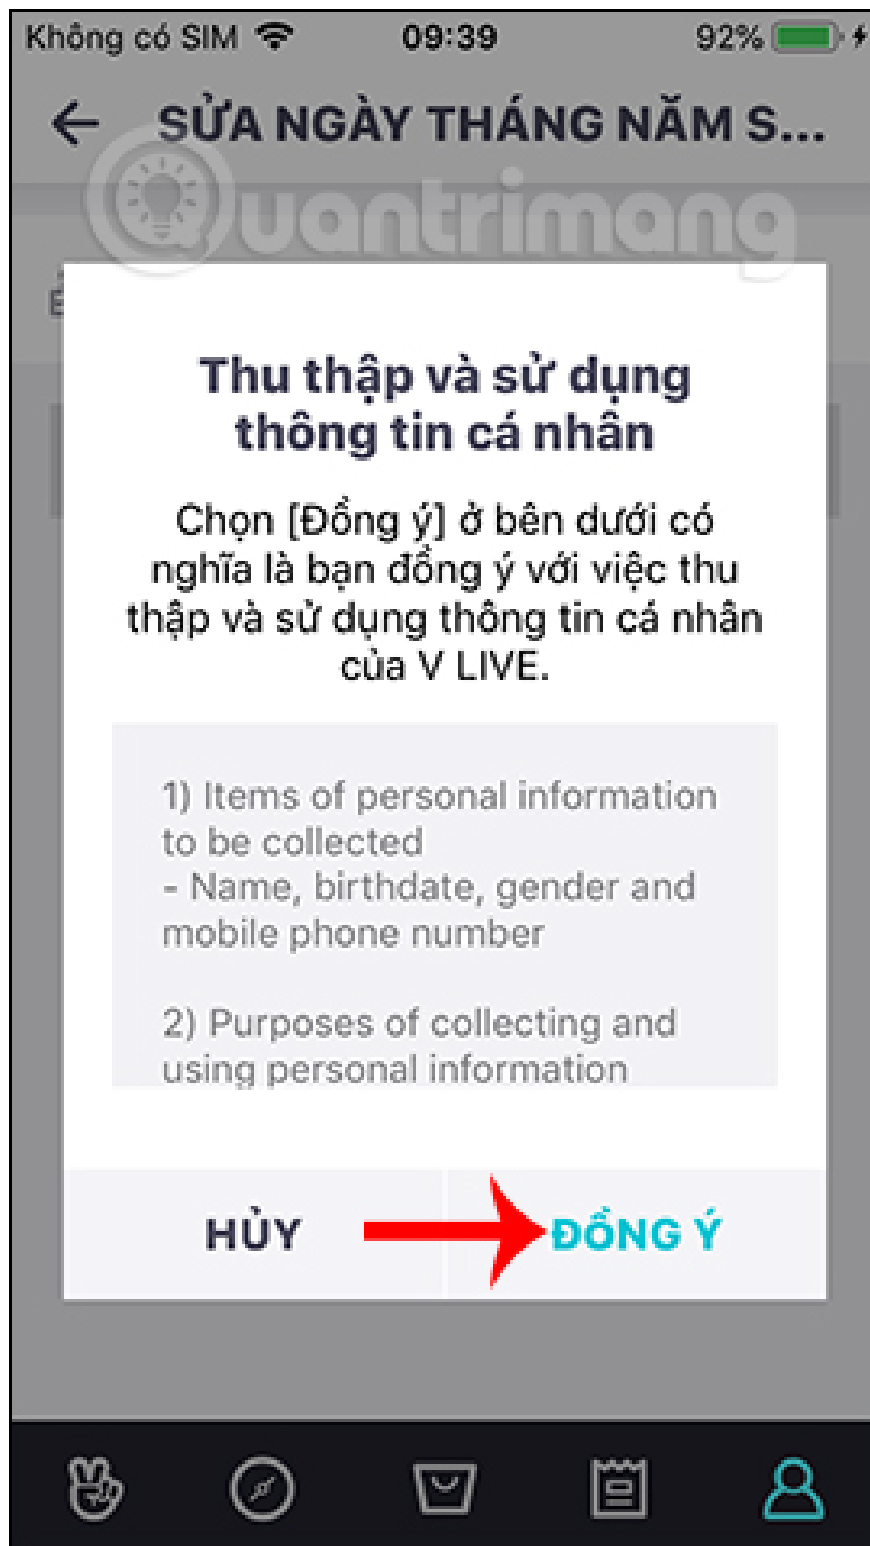 Không có SIM 09:39 92%
SỬA NGÀY THÁNG NĂM S...
Quantrimang
Thu thập và sử dụng
thông tin cá nhân
Chọn [Đồng ý] ở bên dưới có
nghĩa là bạn đồng ý với việc thu
thập và sử dụng thông tin cá nhân
của V LIVE.
1) Items of personal information
to be collected
- Name, birthdate, gender and
mobile phone number
2) Purposes of collecting and
using personal information
HỦY ĐỒNG Ý